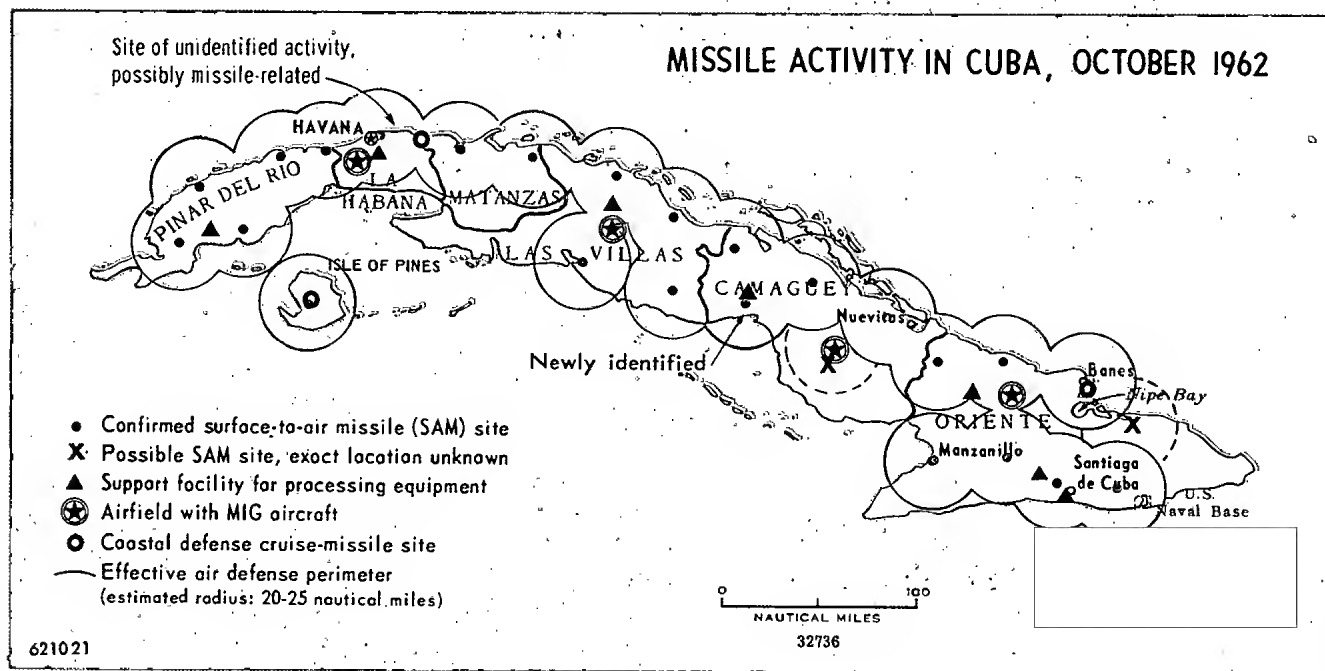 Site of unidentified activity,
possibly missile-related
MISSILE ACTIVITY IN CUBA, OCTOBER 1962
HAVANA
PINAR DEL RIO
LA
HABANA
MATANZAS
ISLE OF PINES
LAS VILLAS
CAMAGUEY
Nuevitas
Newly identified
Banes
Nipe Bay
ORIENTE
Manzanillo
Santiaga
de Cuba
U.S.
Naval Base
Confirmed surface-to-air missile (SAM) site
X Possible SAM site, exact location unknown
Support facility for processing equipment
Airfield with MIG aircraft
Coastal defense cruise-missile site
Effective air defense perimeter
(estimated radius: 20-25 nautical miles)
0 100
NAUTICAL MILES
32736
621021